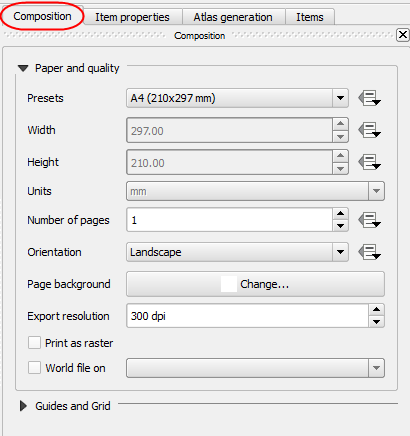 Composition Item properties Atlas generation Items
Composition
Paper and quality
Presets A4 (210x297 mm)
Width 297.00
Height 210.00
Units mm
Number of pages 1
Orientation Landscape
Page background Change...
Export resolution 300 dpi
Print as raster
World file on
Guides and Grid